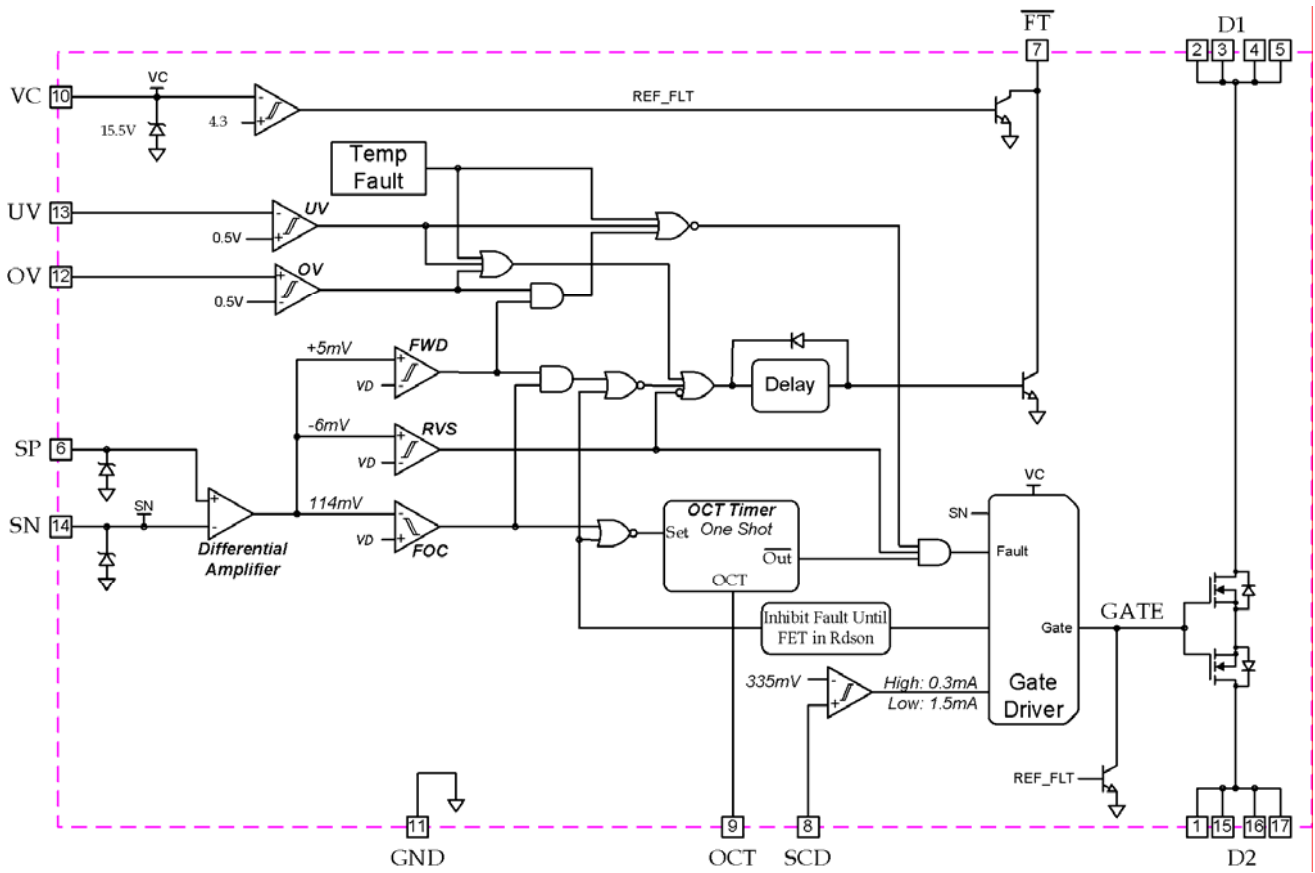 FT
D1
7
2 3 4 5
VC 10
VC
REF_FLT
15.5V
4.3
Temp
Fault
UV 13
UV
0.5V
OV 12
OV
0.5V
+5mV
FWD
VD
Delay
-6mV
RVS
SP 6
VD
SN
SN 14
114mV
VD
FOC
Differential
Amplifier
OCT Timer
One Shot
Set
Out
OCT
VC
SN
Fault
Inhibit Fault Until
FET in Rdson
Gate
GATE
335mV
High: 0.3mA
Low: 1.5mA
Gate
Driver
REF_FLT
11
9
8
1 15 16 17
GND
OCT
SCD
D2